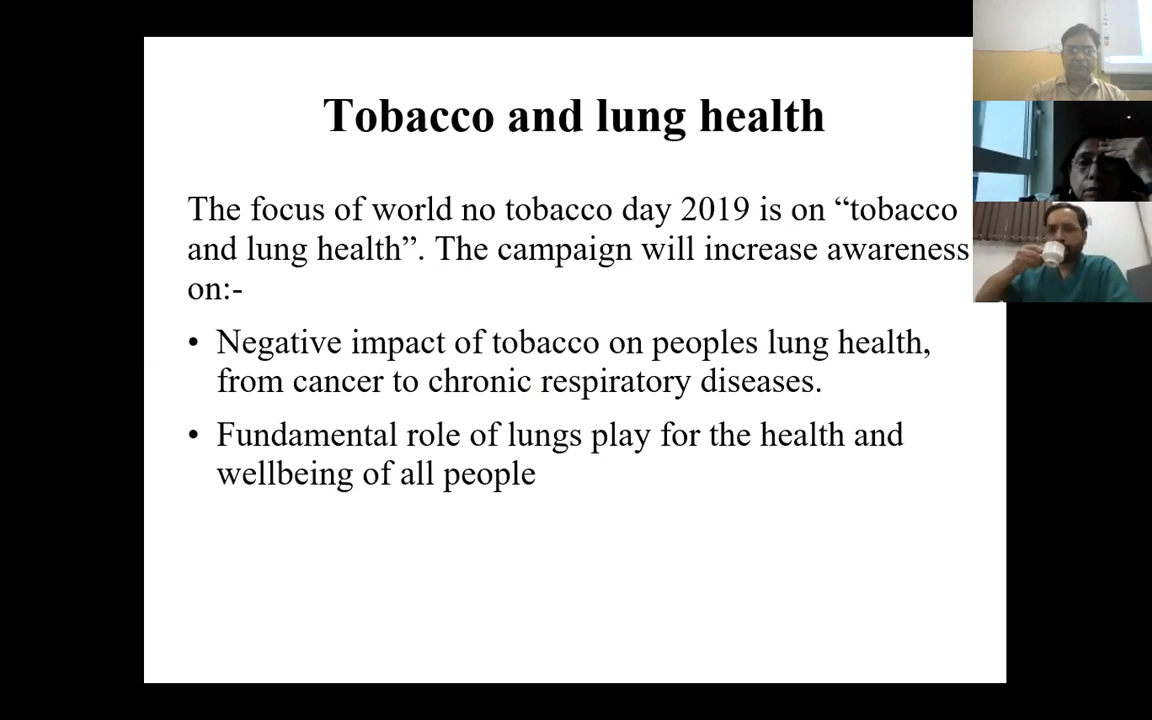 Tobacco and lung health
The focus of world no tobacco day 2019 is on “tobacco
and lung health”. The campaign will increase awareness
on:-
• Negative impact of tobacco on peoples lung health,
from cancer to chronic respiratory diseases.
• Fundamental role of lungs play for the health and
wellbeing of all people